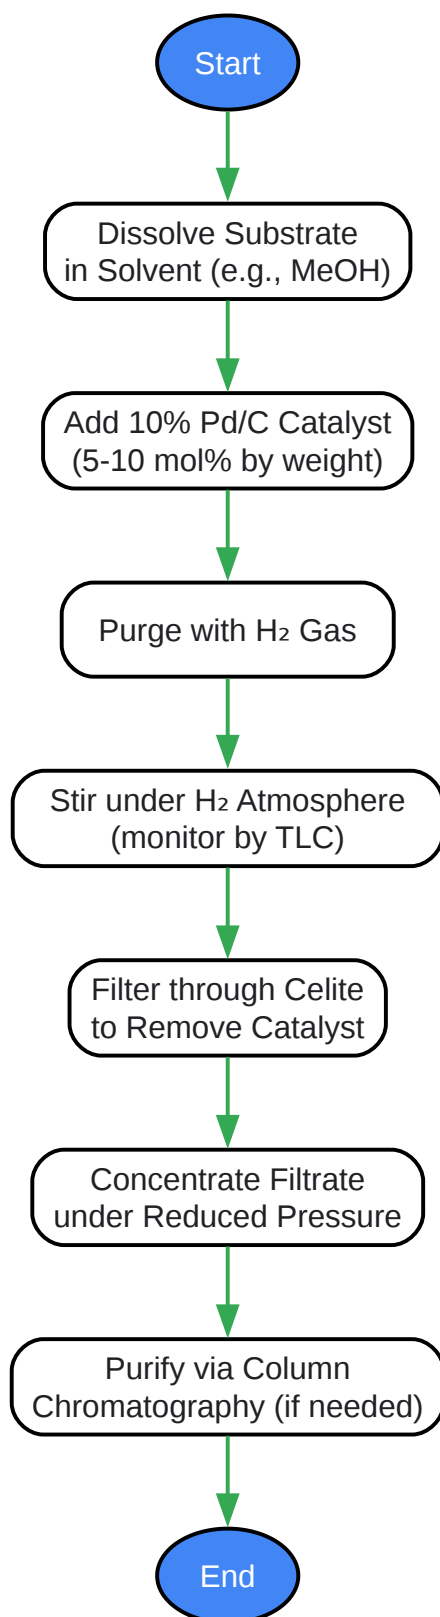 Start
Dissolve Substrate
in Solvent (e.g., MeOH)
Add 10% Pd/C Catalyst
(5-10 mol% by weight)
Purge with H₂ Gas
Stir under H₂ Atmosphere
(monitor by TLC)
Filter through Celite
to Remove Catalyst
Concentrate Filtrate
under Reduced Pressure
Purify via Column
Chromatography (if needed)
End